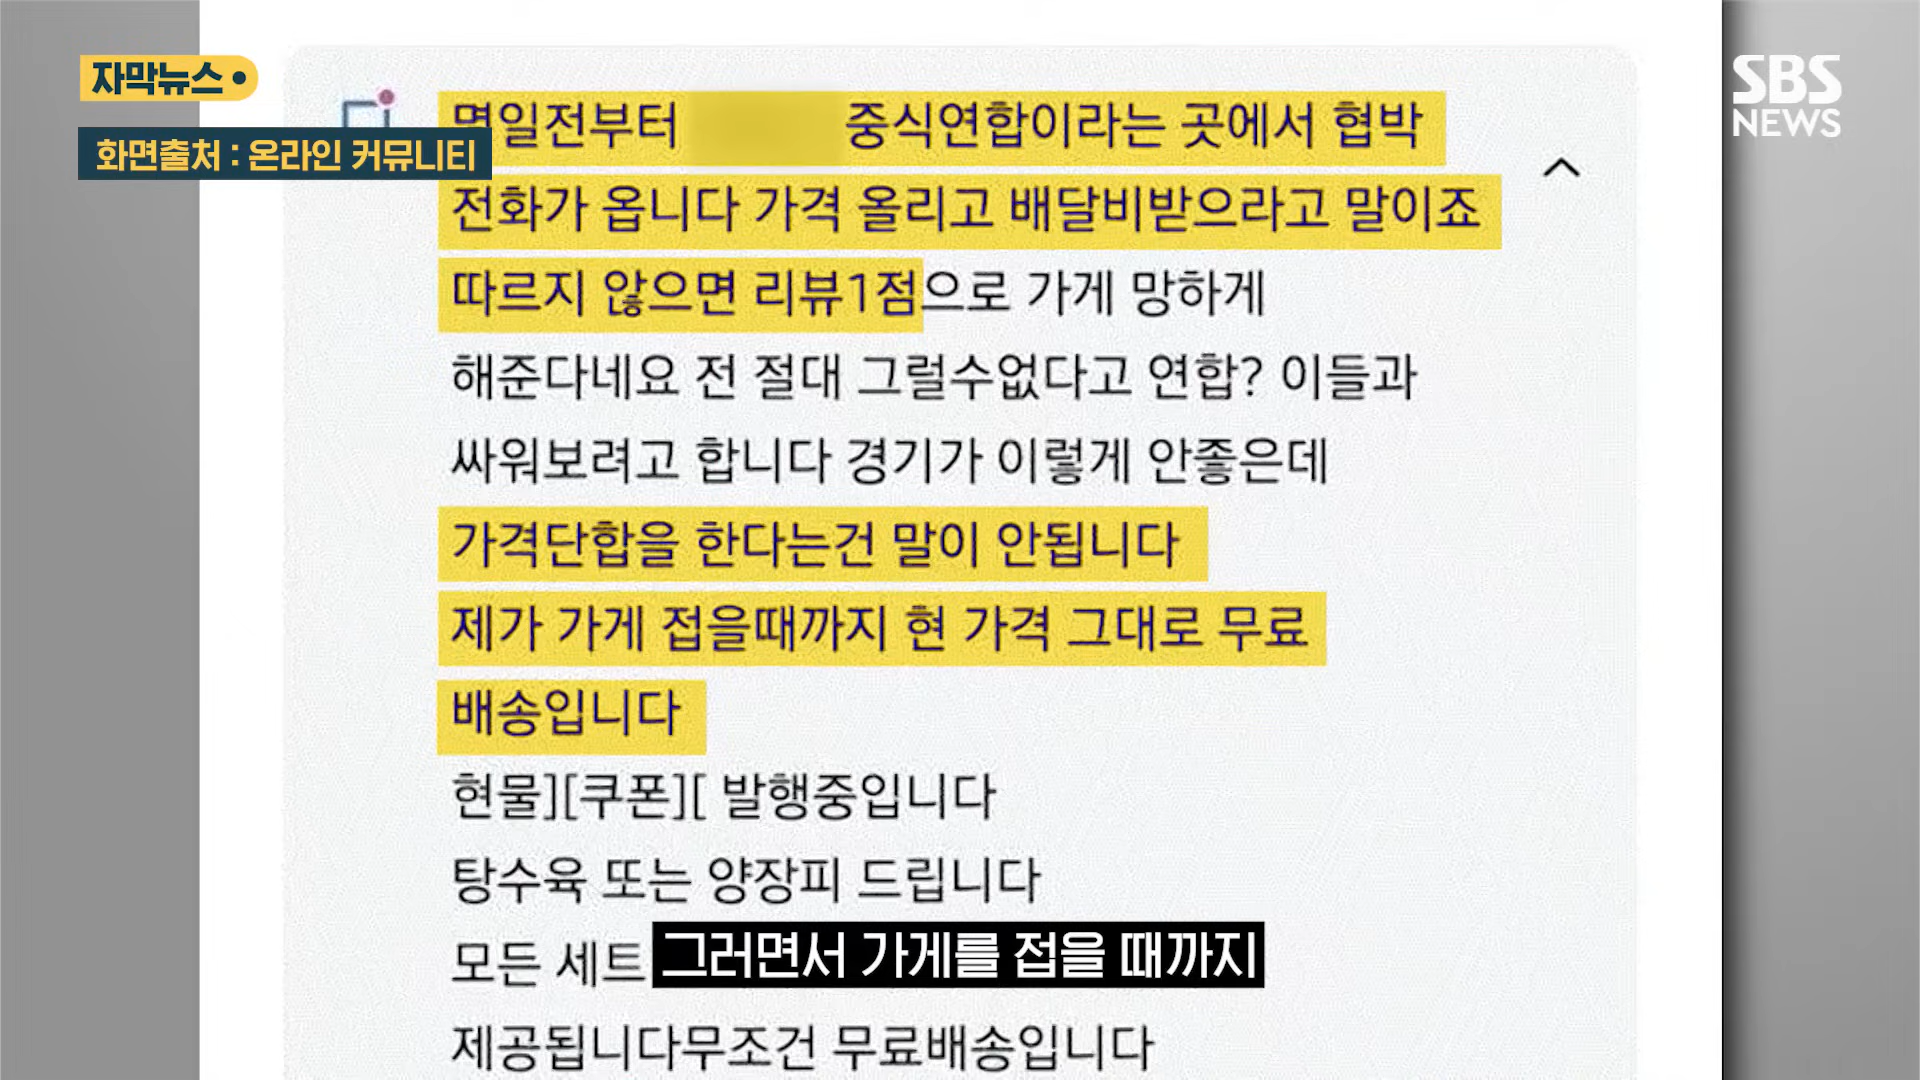 자막뉴스
SBS NEWS
화면출처 : 온라인 커뮤니티
명일전부터 중식연합이라는 곳에서 협박
전화가 옵니다 가격 올리고 배달비받으라고 말이죠
따르지 않으면 리뷰1점으로 가게 망하게
해준다네요 전 절대 그럴수없다고 연합? 이들과
싸워보려고 합니다 경기가 이렇게 안좋은데
가격단합을 한다는건 말이 안됩니다
제가 가게 접을때까지 현 가격 그대로 무료
배송입니다
현물][쿠폰][ 발행중입니다
탕수육 또는 양장피 드립니다
모든 세트
그러면서 가게를 접을 때까지
제공됩니다무조건 무료배송입니다